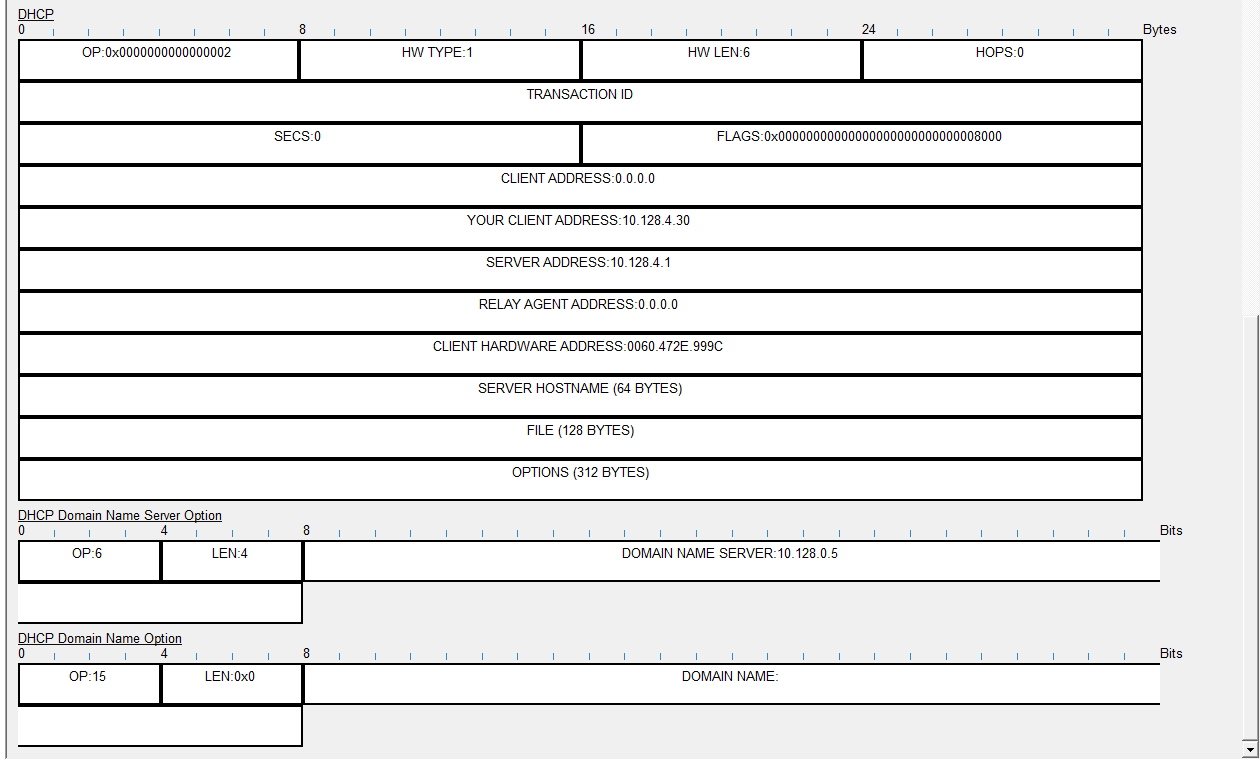 DHCP
0 8 16 24 Bytes
OP:0x0000000000000002 HW TYPE:1 HW LEN:6 HOPS:0
TRANSACTION ID
SECS:0 FLAGS:0x00000000000000000000000000008000
CLIENT ADDRESS:0.0.0.0
YOUR CLIENT ADDRESS:10.128.4.30
SERVER ADDRESS:10.128.4.1
RELAY AGENT ADDRESS:0.0.0.0
CLIENT HARDWARE ADDRESS:0060.472E.999C
SERVER HOSTNAME (64 BYTES)
FILE (128 BYTES)
OPTIONS (312 BYTES)
DHCP Domain Name Server Option
0 4 8 Bits
OP:6 LEN:4 DOMAIN NAME SERVER:10.128.0.5
DHCP Domain Name Option
0 4 8 Bits
OP:15 LEN:0x0 DOMAIN NAME: